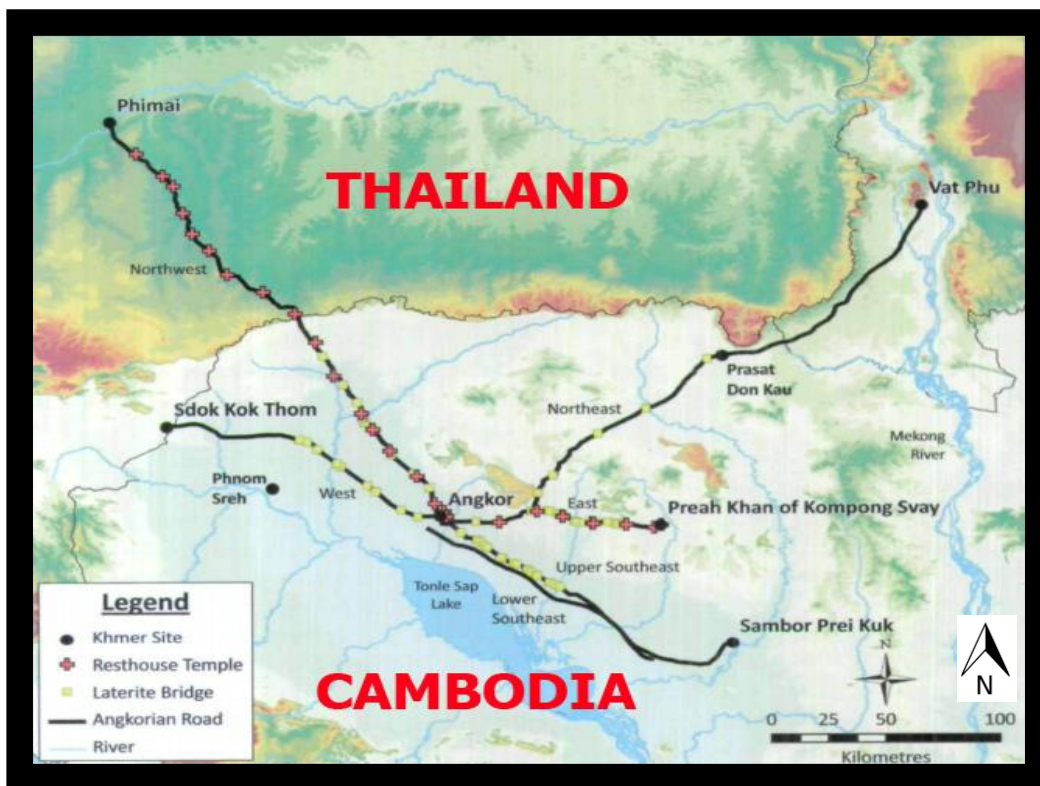 Phimai
THAILAND
Vat Phu
Northwest
Prasat
Don Kau
Sdok Kok Thom
Northeast
Mekong
River
Phnom
Sreh
West
Angkor
East
Preah Khan of Kompong Svay
Upper Southeast
Tonle Sap
Lake
Lower
Southeast
Sambor Prei Kuk
CAMBODIA
Legend
Khmer Site
Resthouse Temple
Laterite Bridge
Angkorian Road
River
N
N
0 25 50 100
Kilometres